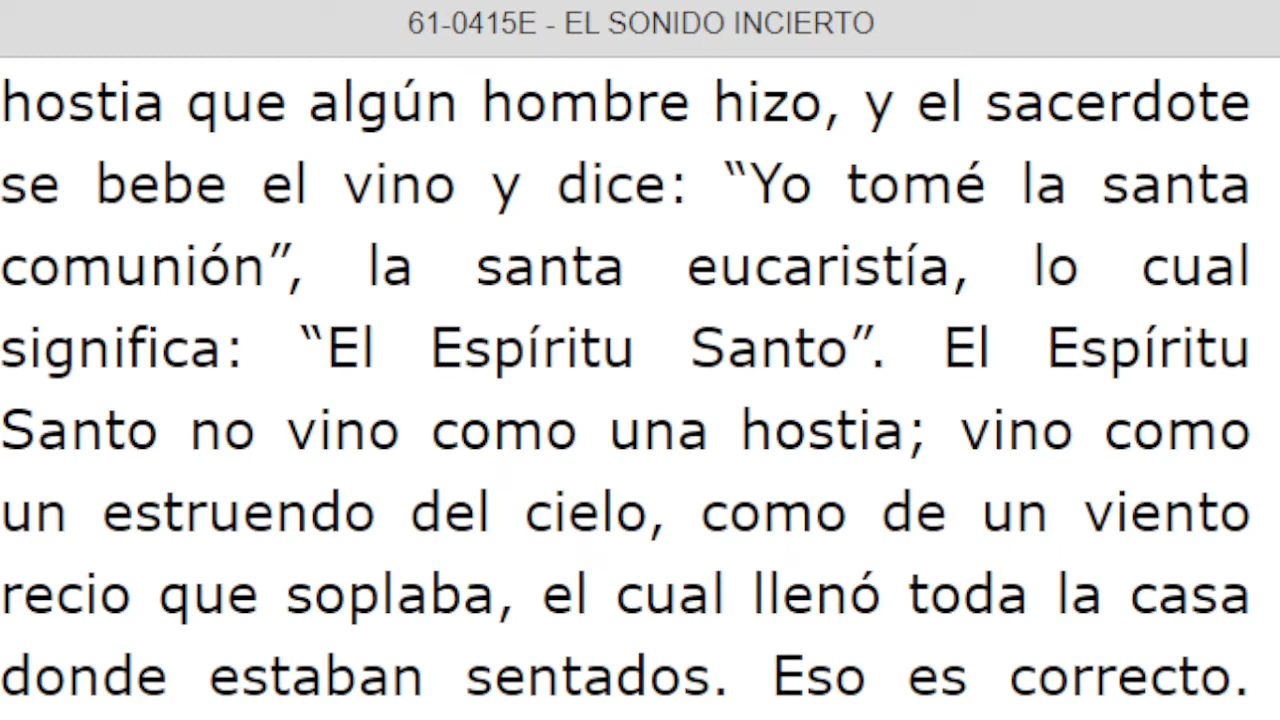 61-0415E - EL SONIDO INCIERTO
hostia que algún hombre hizo, y el sacerdote
se bebe el vino y dice: “Yo tomé la santa
comunión”, la santa eucaristía, lo cual
significa: “El Espíritu Santo”. El Espíritu
Santo no vino como una hostia; vino como
un estruendo del cielo, como de un viento
recio que soplaba, el cual llenó toda la casa
donde estaban sentados. Eso es correcto.